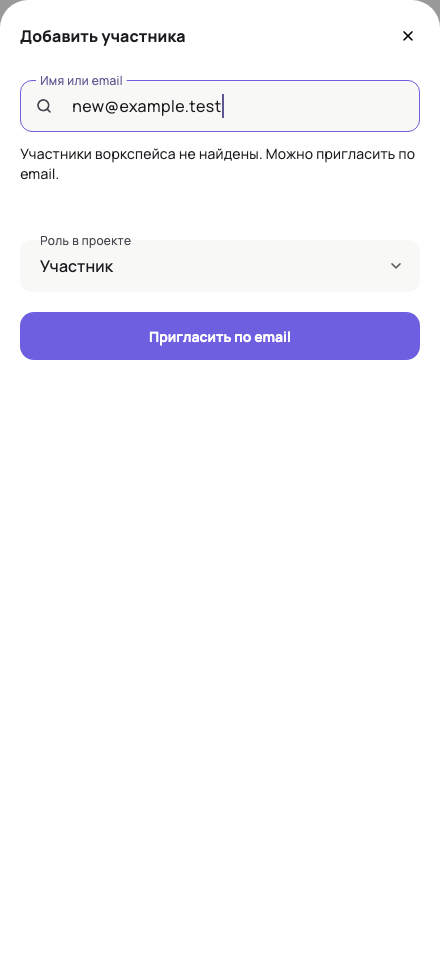 Добавить участника
Имя или email
new@example.test
Участники воркспейса не найдены. Можно пригласить по
email.
Роль в проекте
Участник
Пригласить по email